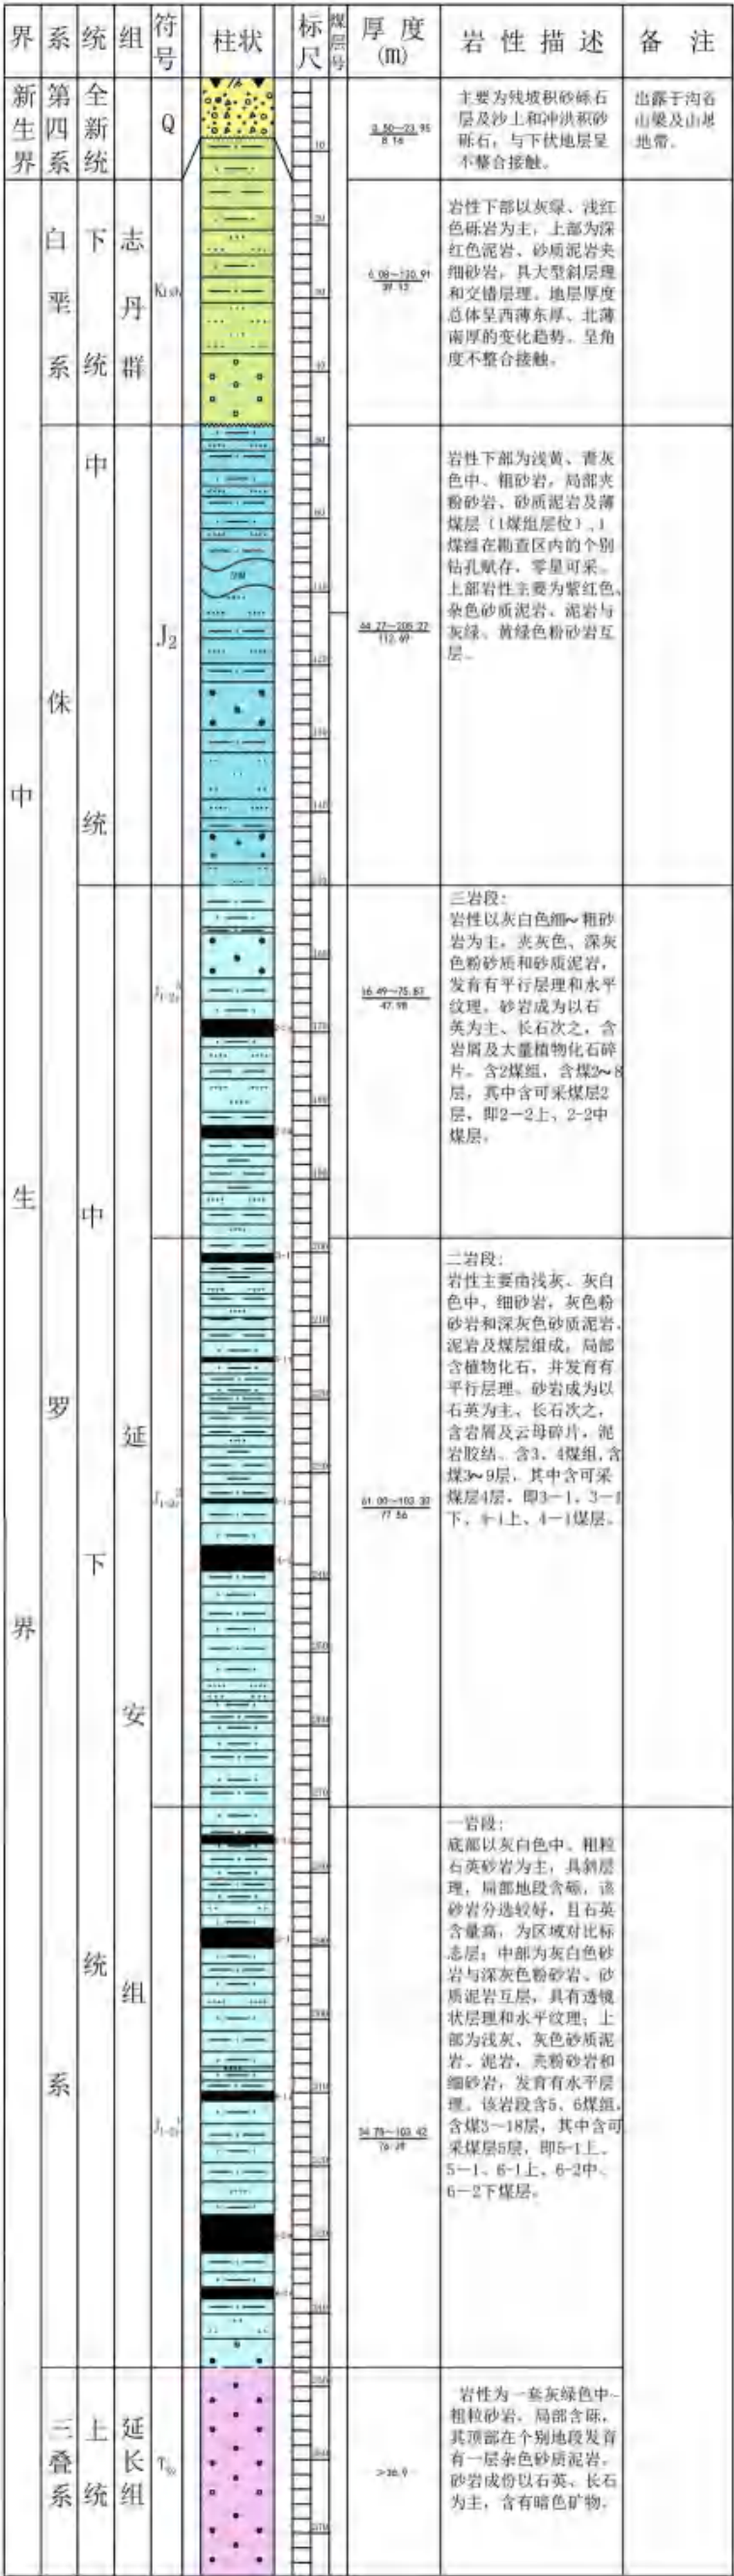 界 系 统 组 符号 柱状 标尺 煤层号 厚度(m) 岩性描述 备注
新生界 第四系 全新统 Q
8.16
主要为残坡积砂砾石
层及沙土和冲洪积砂
砾石，与下伏地层呈
不整合接触。
出露于沟谷
山梁及山地
地带。
中生界
白垩系 下统 志丹群
岩性下部以灰绿、浅红
色砾岩为主，上部为深
红色泥岩、砂质泥岩夹
细砂岩，具大型斜层理
和交错层理。地层厚度
总体呈西薄东厚、北薄
南厚的变化趋势。呈角
度不整合接触。
侏罗系
中统 J2
112.69
岩性下部为浅黄、青灰
色中、粗砂岩，局部夹
粉砂岩、砂质泥岩及薄
煤层（1煤组层位）、1
煤组在勘查区内的个别
钻孔赋存，零星可采。
上部岩性主要为紫红色、
杂色砂质泥岩、泥岩与
灰绿、黄绿色粉砂岩互
层。
中下统 延安组
16.49～75.87
47.98
三岩段：
岩性以灰白色细～粗砂
岩为主，夹灰色、深灰
色粉砂质和砂质泥岩，
发育有平行层理和水平
纹理。砂岩成为以石
英为主、长石次之，含
岩屑及大量植物化石碎
片。含2煤组，含煤2～8
层，其中含可采煤层2
层，即2－2上、2-2中
煤层。
77.56
二岩段：
岩性主要由浅灰、灰白
色中、细砂岩，灰色粉
砂岩和深灰色砂质泥岩、
泥岩及煤层组成，局部
含植物化石，并发育有
平行层理。砂岩成为以
石英为主、长石次之，
含岩屑及云母碎片，泥
岩胶结。含3、4煤组，含
煤3～9层，其中含可采
煤层4层，即3－1、3－1
下、4-1上、4－1煤层。
一岩段：
底部以灰白色中、粗粒
石英砂岩为主，具斜层
理，局部地段含砾，该
砂岩分选较好，且石英
含量高，为区域对比标
志层；中部为灰白色砂
岩与深灰色粉砂岩、砂
质泥岩互层，具有透镜
状层理和水平纹理；上
部为浅灰、灰色砂质泥
岩、泥岩，夹粉砂岩和
细砂岩，发育有水平层
理。该岩段含5、6煤组，
含煤3～18层，其中含可
采煤层5层，即5-1上、
5－1、6-1上、6-2中、
6－2下煤层。
三叠系 上统 延长组
岩性为一套灰绿色中～
粗粒砂岩，局部含砾，
其顶部在个别地段发育
有一层杂色砂质泥岩。
砂岩成份以石英、长石
为主，含有暗色矿物。